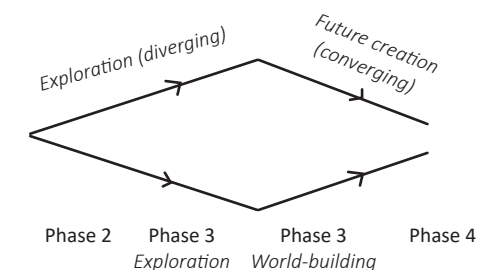 Exploration (diverging)
Future creation
(converging)
Phase 2 Phase 3 Phase 3 Phase 4
Exploration World-building